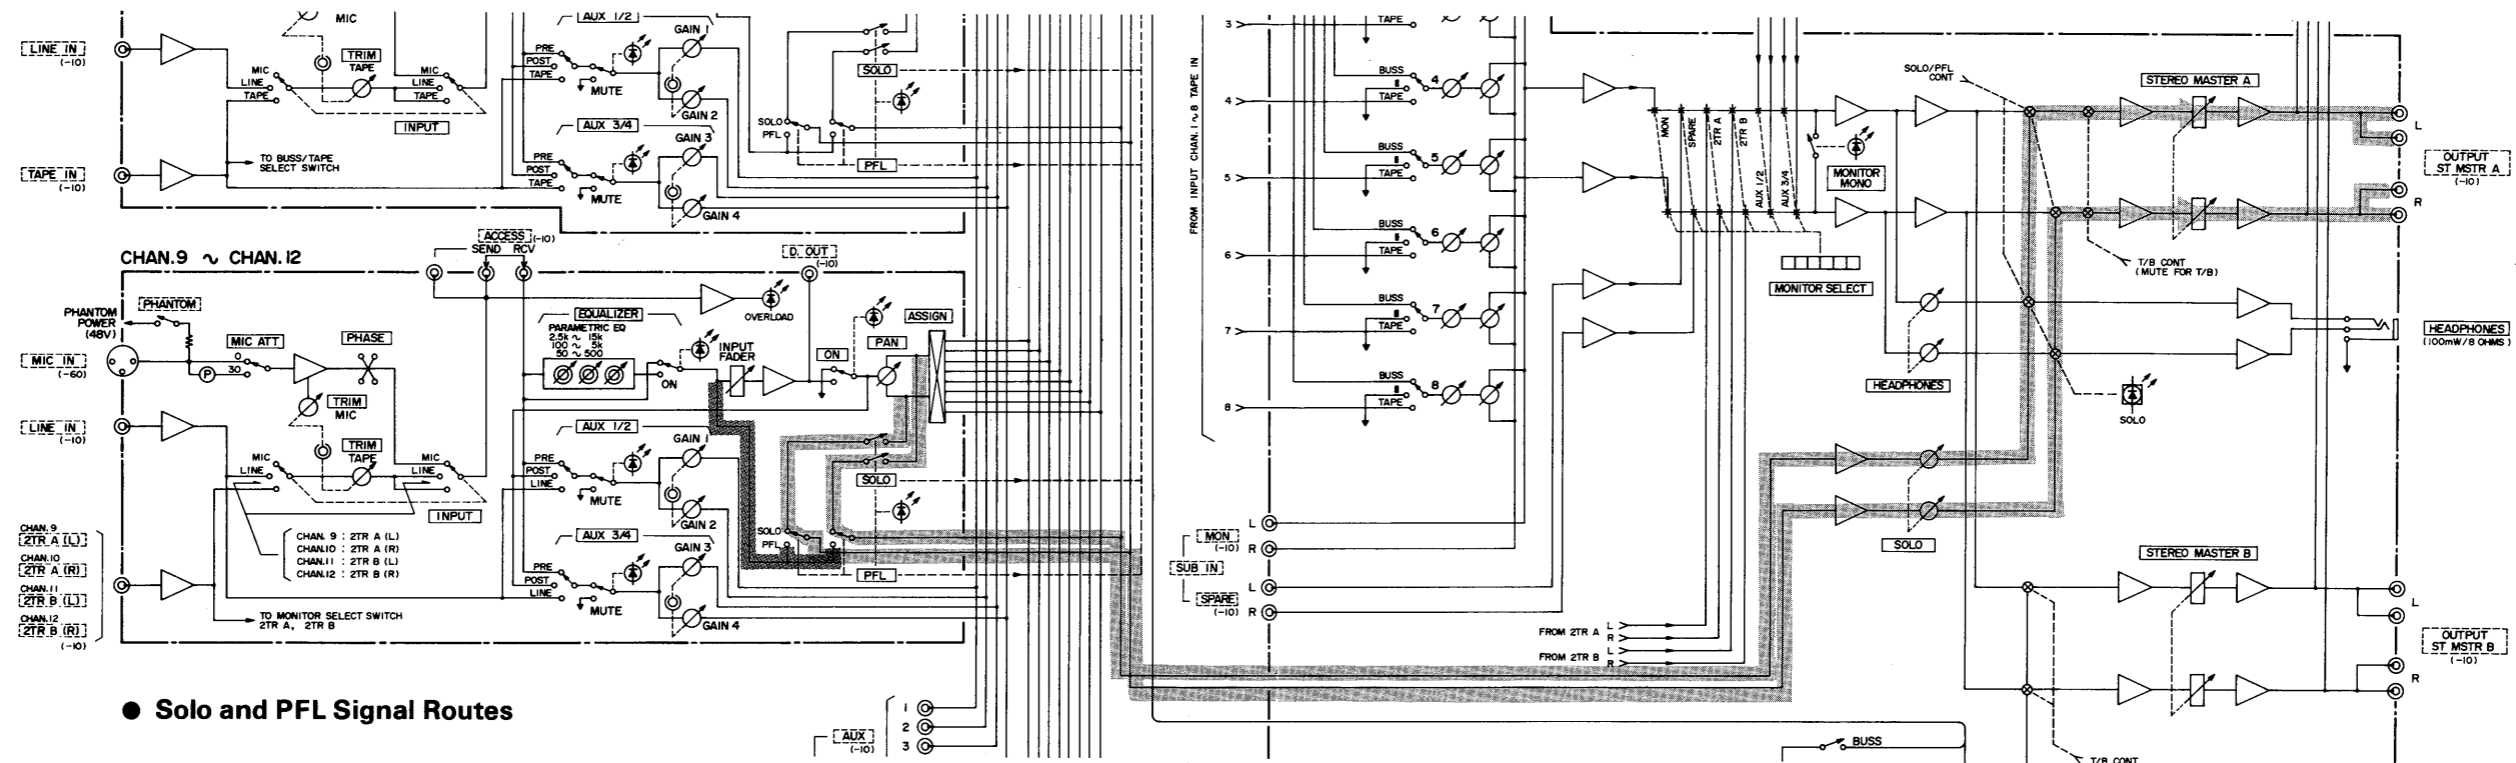 MIC
LINE IN
(-10)
TRIM
TAPE
MIC
LINE
TAPE
MIC
LINE
TAPE
INPUT
TAPE IN
(-10)
TO BUSS/TAPE
SELECT SWITCH
AUX 1/2
PRE
POST
TAPE
MUTE
GAIN 1
GAIN 2
AUX 3/4
PRE
POST
TAPE
MUTE
GAIN 3
GAIN 4
SOLO
SOLO
PFL
PFL
CHAN.9 ~ CHAN.12
ACCESS (-10)
SEND RCV
D. OUT
(-10)
PHANTOM
PHANTOM
POWER
(48V)
MIC IN
(-60)
MIC ATT
0
30
P
PHASE
TRIM
MIC
LINE IN
(-10)
TRIM
TAPE
MIC
LINE
MIC
LINE
INPUT
CHAN. 9 : 2TR A (L)
CHAN.10 : 2TR A (R)
CHAN.11 : 2TR B (L)
CHAN.12 : 2TR B (R)
CHAN.9
2TR A (L)
CHAN.10
2TR A (R)
CHAN.11
2TR B (L)
CHAN.12
2TR B (R)
(-10)
TO MONITOR SELECT SWITCH
2TR A, 2TR B
OVERLOAD
EQUALIZER
PARAMETRIC EQ
2.5k ~ 15k
100 ~ 5k
50 ~ 500
ON
INPUT
FADER
ON
PAN
ASSIGN
AUX 1/2
PRE
POST
LINE
MUTE
GAIN 1
GAIN 2
AUX 3/4
PRE
POST
LINE
MUTE
GAIN 3
GAIN 4
SOLO
SOLO
PFL
PFL
● Solo and PFL Signal Routes
AUX
(-10)
1
2
3
FROM INPUT CHAN. 1~8 TAPE IN
3
TAPE
BUSS
4
4
TAPE
BUSS
5
5
TAPE
BUSS
6
6
TAPE
BUSS
7
7
TAPE
BUSS
8
8
TAPE
MON
(-10)
L
R
SUB IN
SPARE
(-10)
L
R
FROM 2TR A
L
R
FROM 2TR B
L
R
MON
SPARE
2TR A
2TR B
AUX 1/2
AUX 3/4
MONITOR SELECT
MONITOR
MONO
SOLO/PFL
CONT
STEREO MASTER A
L
R
OUTPUT
ST MSTR A
(-10)
T/B CONT
(MUTE FOR T/B)
HEADPHONES
HEADPHONES
(100mW/8 OHMS)
SOLO
SOLO
STEREO MASTER B
L
R
OUTPUT
ST MSTR B
(-10)
BUSS
T/B CONT